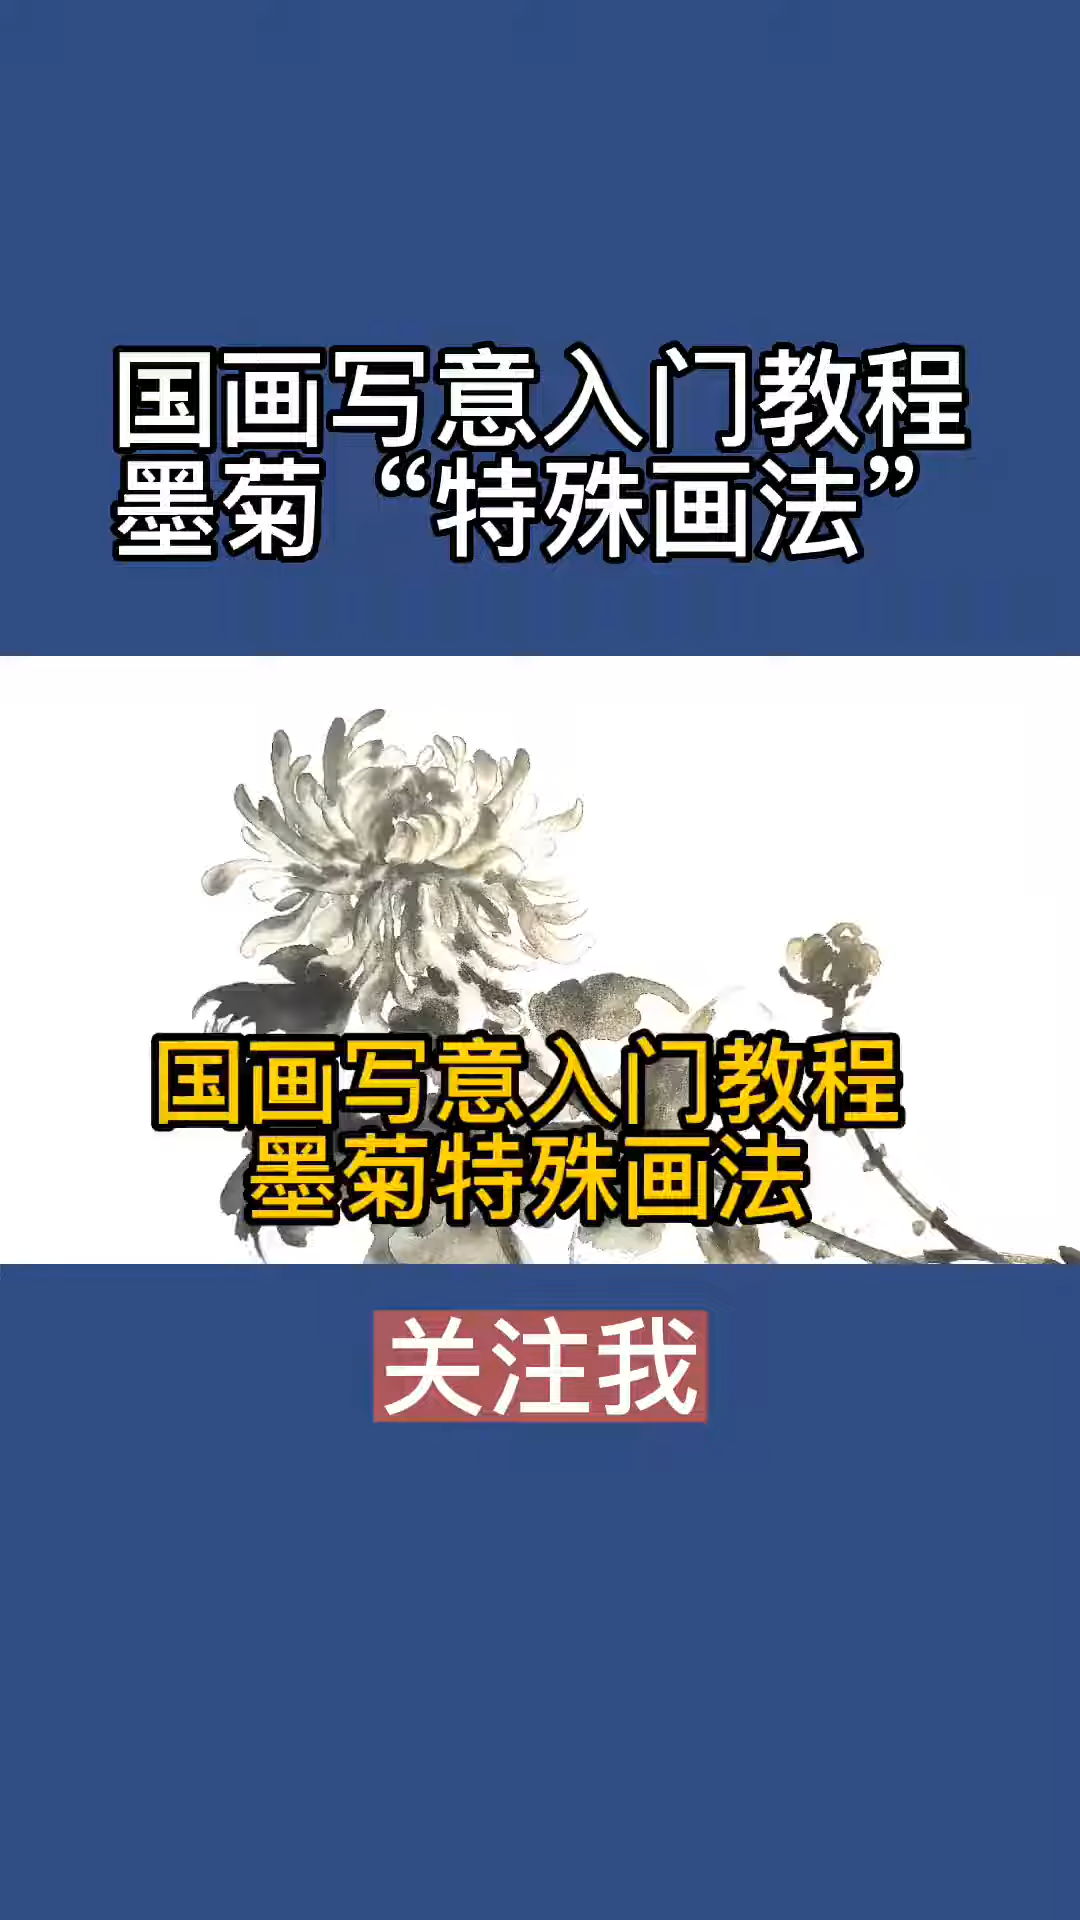 国画写意入门教程
墨菊“特殊画法”
国画写意入门教程
墨菊特殊画法
关注我